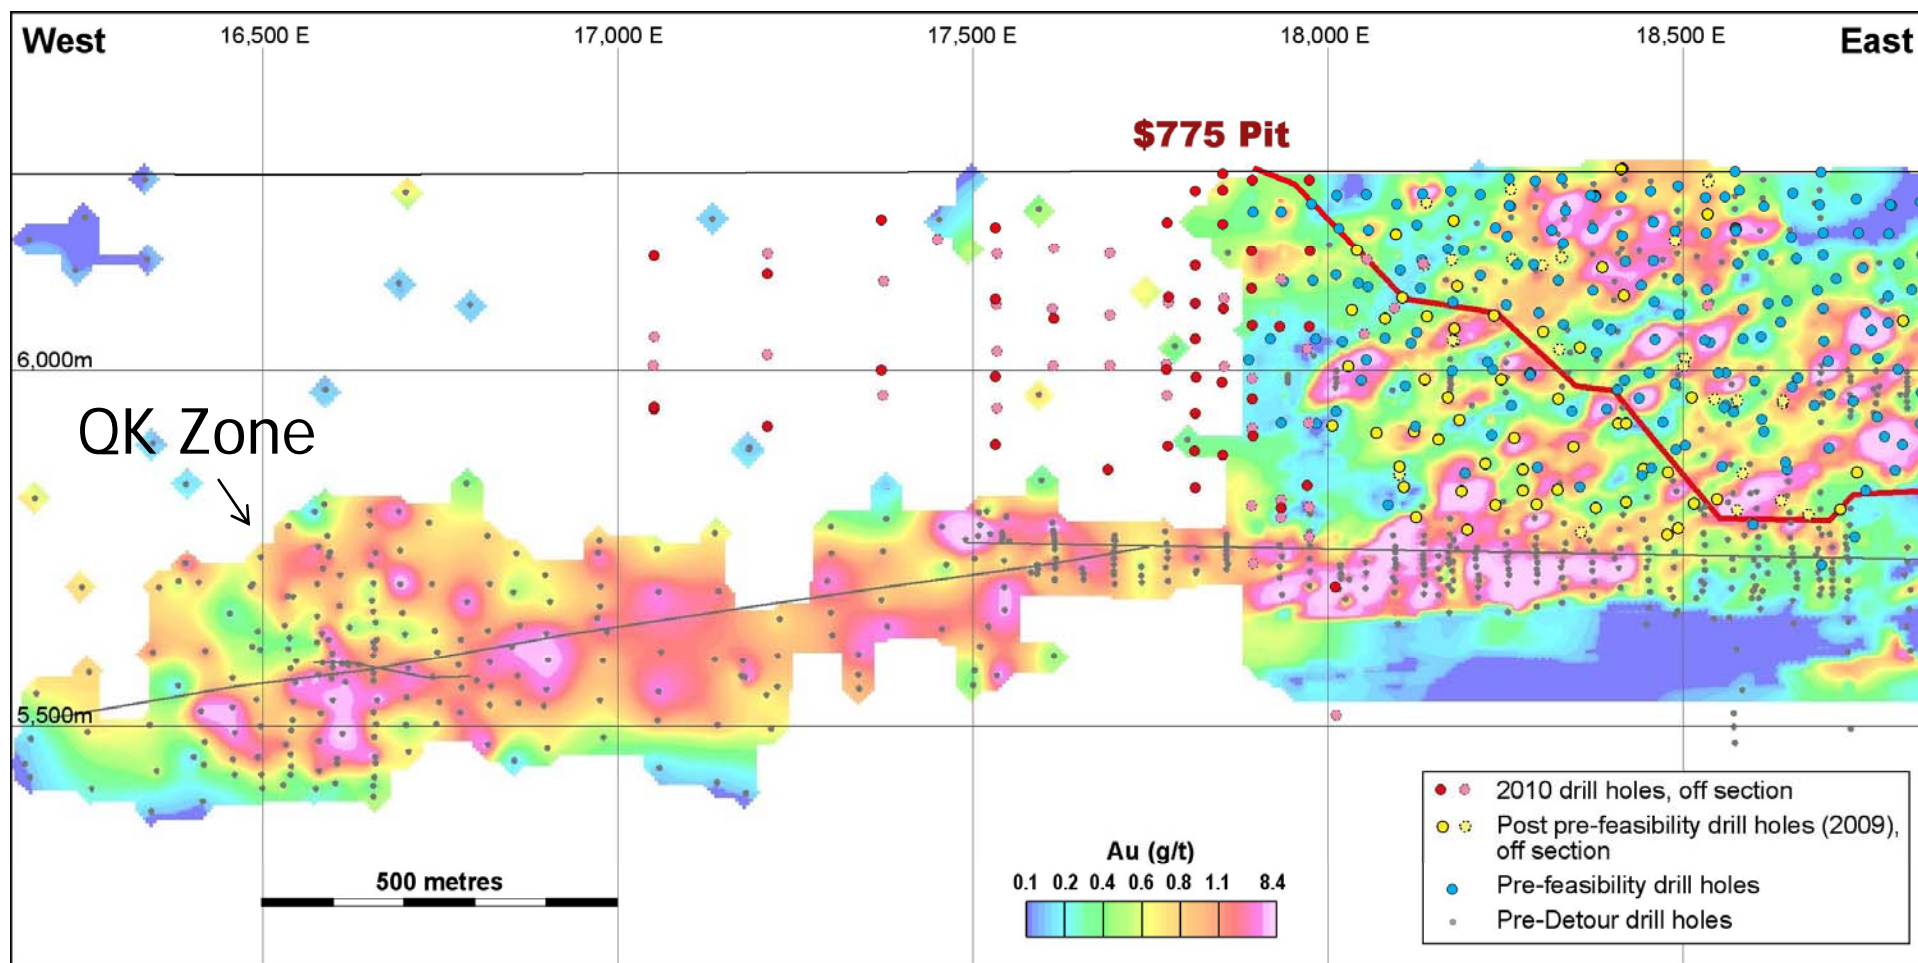 West 16,500 E 17,000 E 17,500 E 18,000 E 18,500 E East
$775 Pit
6,000m
QK Zone
5,500m
500 metres
Au (g/t)
0.1 0.2 0.4 0.6 0.8 1.1 8.4
2010 drill holes, off section
Post pre-feasibility drill holes (2009),
off section
Pre-feasibility drill holes
Pre-Detour drill holes